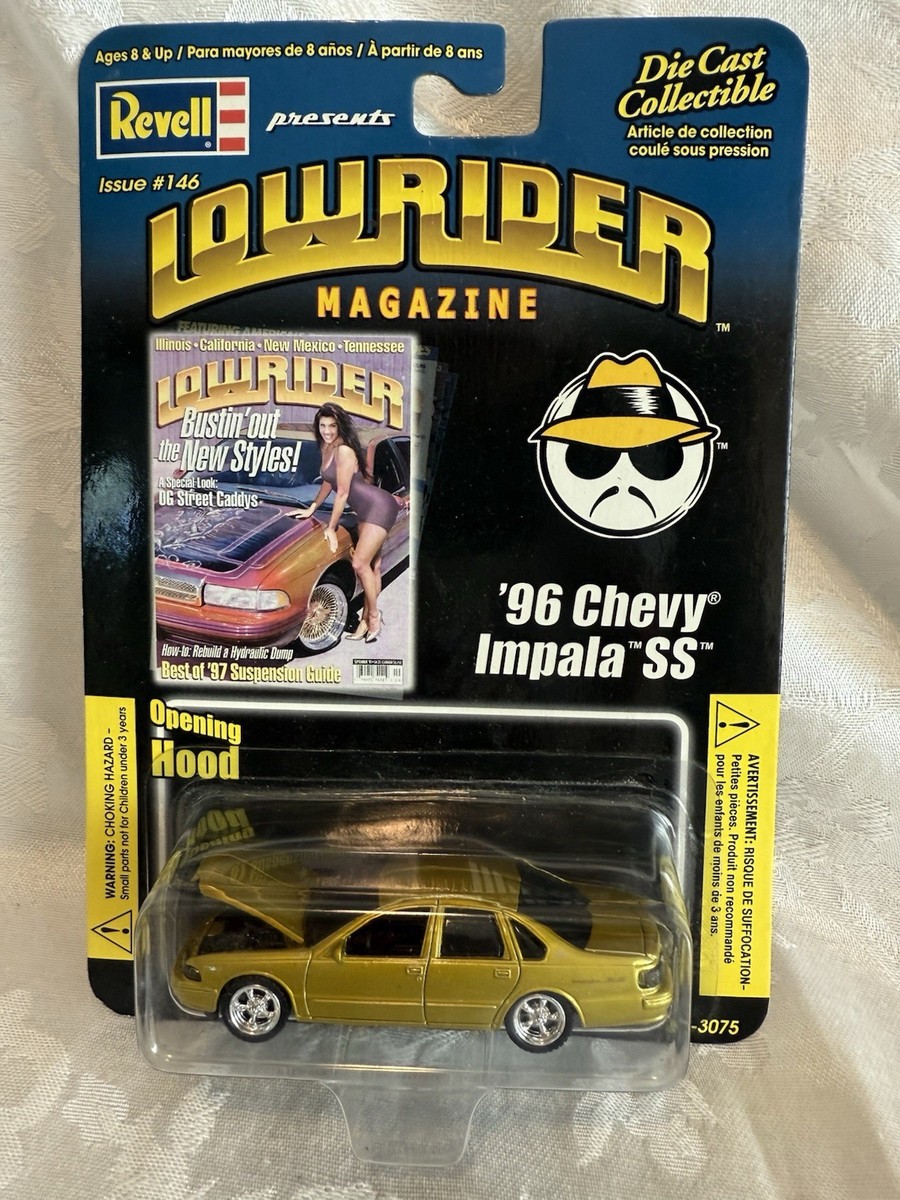 Ages 8 & Up / Para mayores de 8 años / À partir de 8 ans
Revell®
presents
Die Cast
Collectible
Article de collection
coulé sous pression
Issue #146
LOWRIDER
MAGAZINE™
Illinois • California • New Mexico • Tennessee
LOWRIDER
Bustin' out
the New Styles!
A Special Look:
OG Street Caddys
How-to: Rebuild a Hydraulic Dump
Best of '97 Suspension Guide
™
'96 Chevy®
Impala™ SS™
Opening
Hood
WARNING: CHOKING HAZARD –
Small parts not for Children under 3 years
AVERTISSEMENT: RISQUE DE SUFFOCATION-
Petites pièces. Produit non recommandé
pour les enfants de moins de 3 ans.
-3075